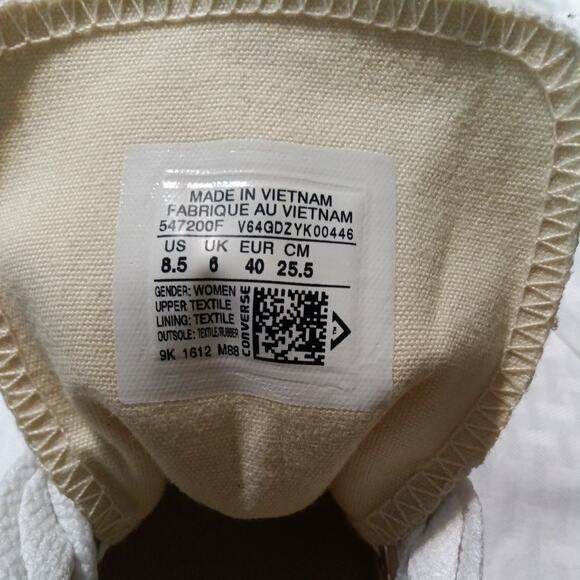 MADE IN VIETNAM
FABRIQUE AU VIETNAM
547200F V64GDZYK00446
US UK EUR CM
8.5 6 40 25.5
GENDER: WOMEN
UPPER TEXTILE
LINING: TEXTILE
OUTSOLE: TEXTILE/RUBBER
9K 1612 M88
CONVERSE